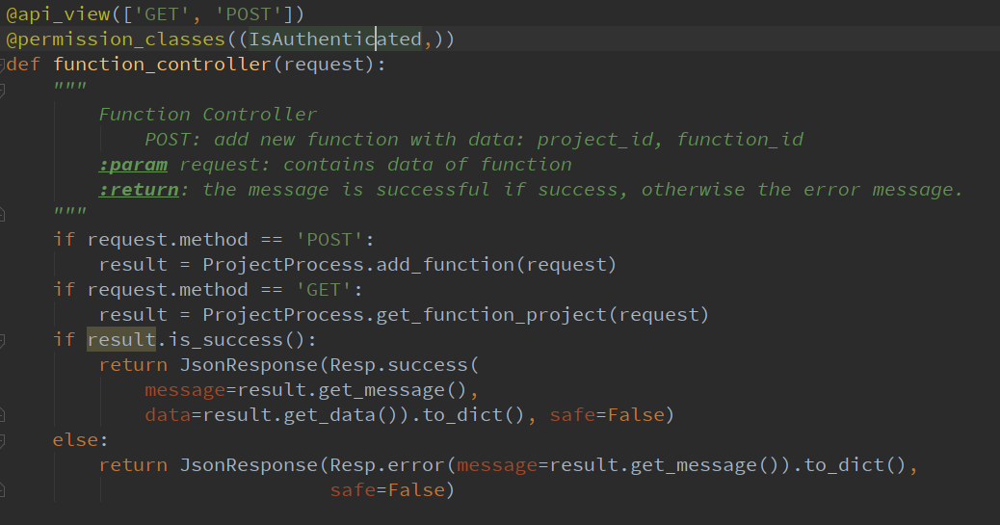 @api_view(['GET', 'POST'])
@permission_classes((IsAuthenticated,))
def function_controller(request):
    """
        Function Controller
            POST: add new function with data: project_id, function_id
        :param request: contains data of function
        :return: the message is successful if success, otherwise the error message.
    """
    if request.method == 'POST':
        result = ProjectProcess.add_function(request)
    if request.method == 'GET':
        result = ProjectProcess.get_function_project(request)
    if result.is_success():
        return JsonResponse(Resp.success(
            message=result.get_message(),
            data=result.get_data()).to_dict(), safe=False)
    else:
        return JsonResponse(Resp.error(message=result.get_message()).to_dict(),
                            safe=False)